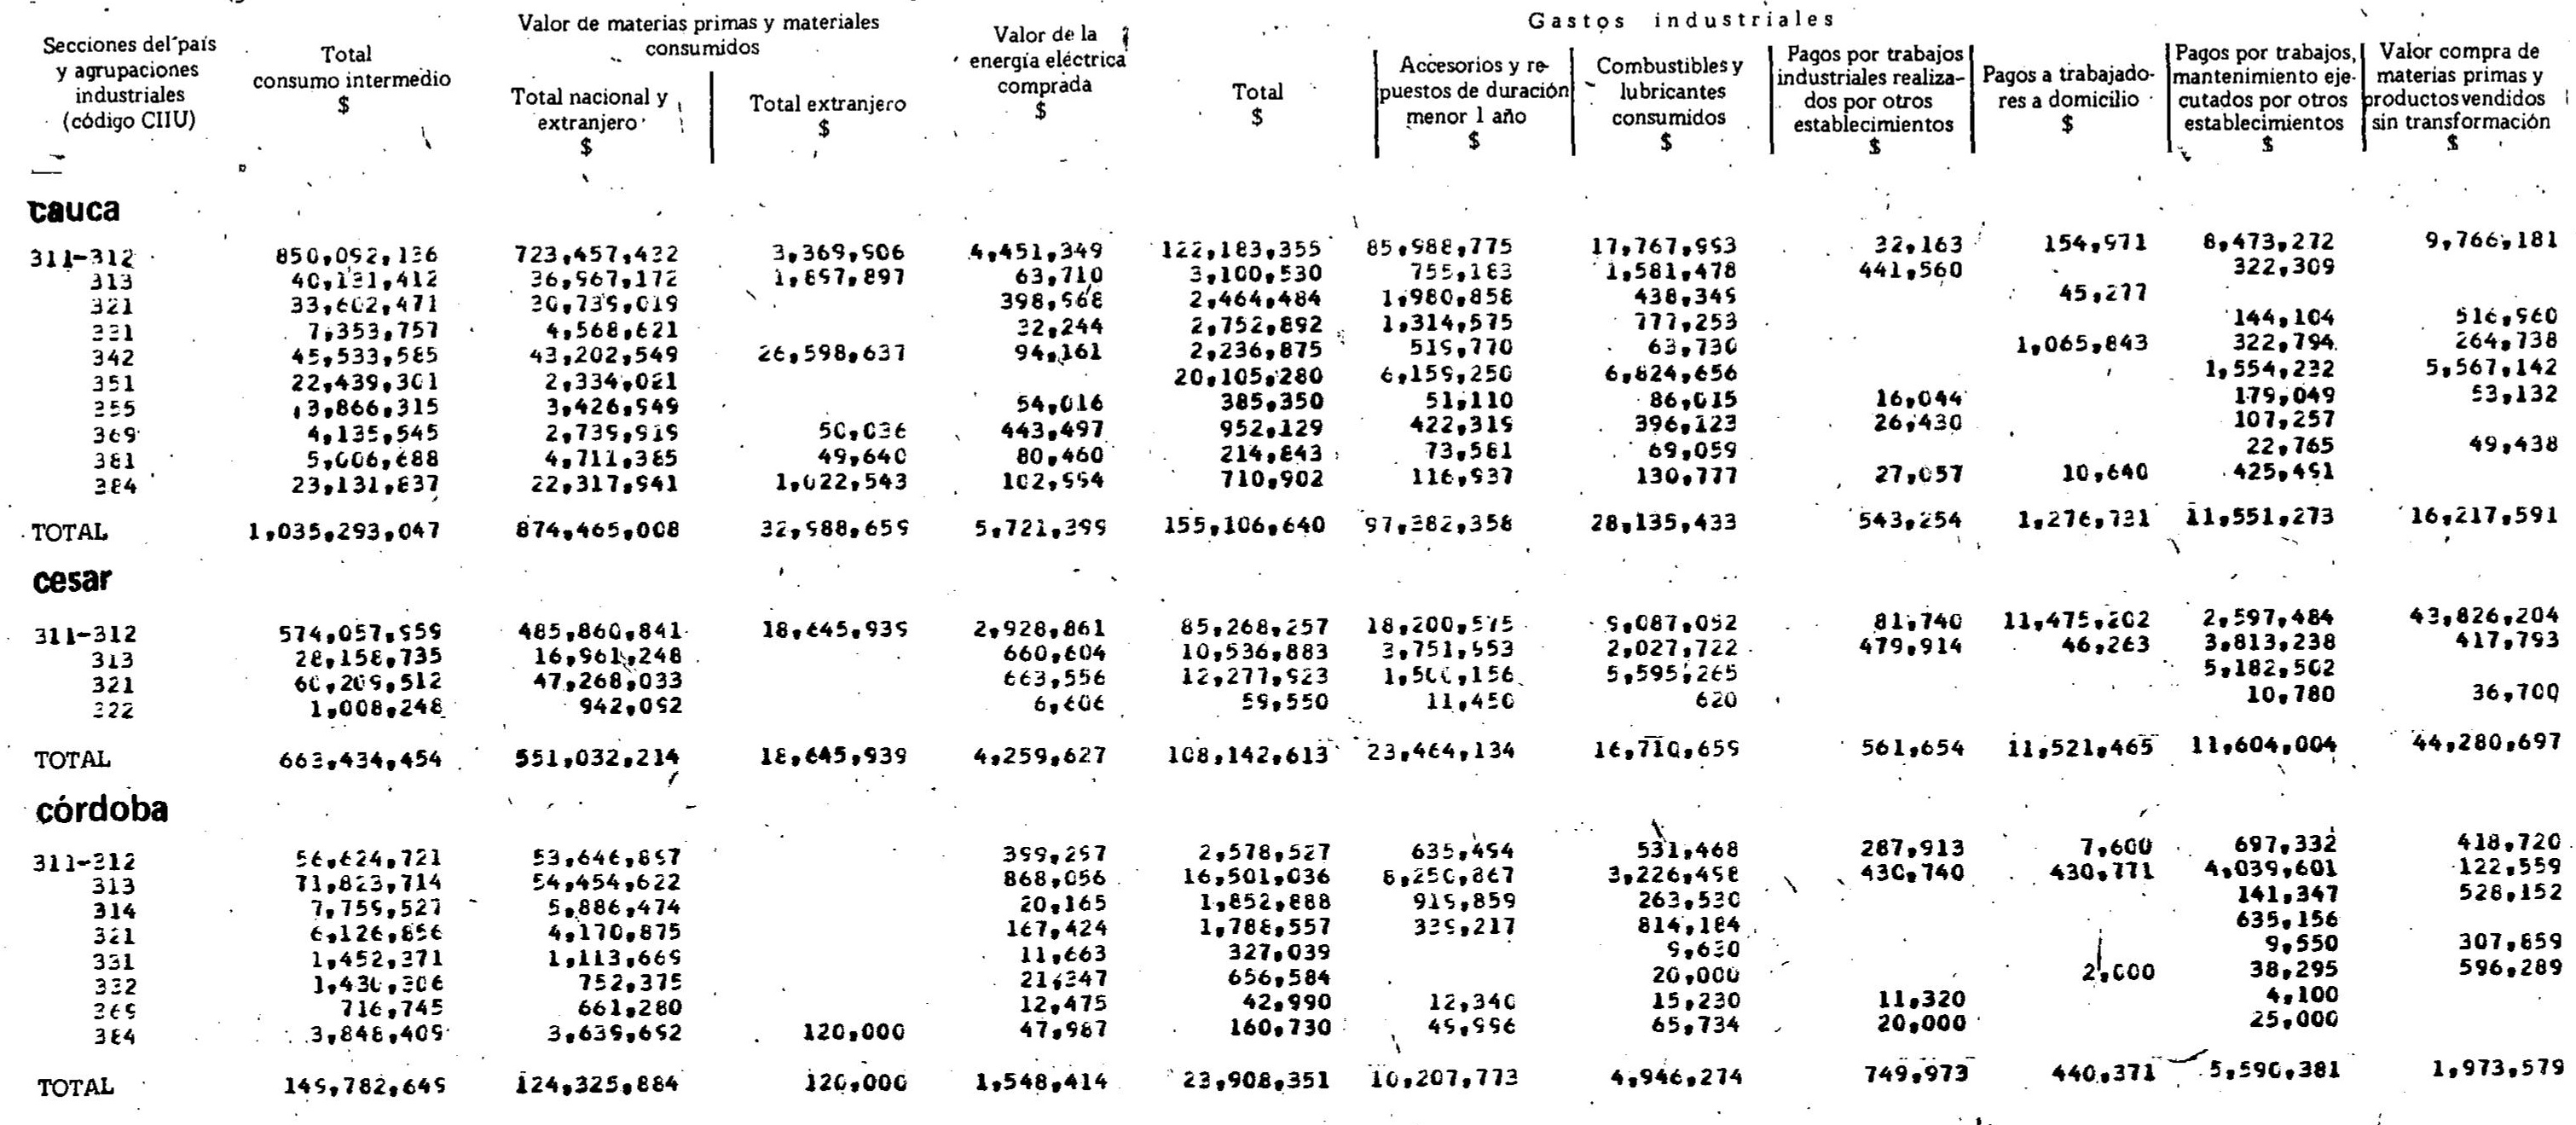 Gastos industriales
Secciones del país y agrupaciones industriales (código CIIU)
Total consumo intermedio $
Valor de materias primas y materiales consumidos
Total nacional y extranjero $
Total extranjero $
Valor de la energía eléctrica comprada $
Total $
Accesorios y repuestos de duración menor 1 año $
Combustibles y lubricantes consumidos $
Pagos por trabajos industriales realizados por otros establecimientos $
Pagos a trabajadores a domicilio $
Pagos por trabajos, mantenimiento ejecutados por otros establecimientos $
Valor compra de materias primas y productos vendidos sin transformación $
cauca
311-312 850,092,136 723,457,432 3,369,906 4,451,349 122,183,355 85,988,775 17,767,993 32,163 154,971 8,473,272 9,766,181
313 40,131,412 36,967,172 1,897,897 63,710 3,100,530 755,183 1,581,478 441,560 322,309
321 33,602,471 30,739,019 398,968 2,464,484 1,980,858 438,349 45,277
331 7,353,757 4,568,621 32,244 2,752,892 1,314,575 777,253 144,104 516,960
342 45,533,585 43,202,549 26,598,637 94,161 2,236,875 519,770 63,730 1,065,843 322,794 264,738
351 22,439,301 2,334,021 20,105,280 6,159,250 6,824,656 1,554,232 5,567,142
355 3,866,315 3,426,949 54,016 385,350 51,110 86,015 16,044 179,049 53,132
369 4,135,545 2,739,919 50,036 443,497 952,129 422,319 396,123 26,430 107,257
381 5,006,688 4,711,385 49,640 80,460 214,843 73,581 69,059 22,765 49,438
384 23,131,837 22,317,941 1,022,543 102,994 710,902 116,937 130,777 27,057 10,640 425,491
TOTAL 1,035,293,047 874,465,008 32,988,659 5,721,399 155,106,640 97,382,358 28,135,433 543,254 1,276,731 11,551,273 16,217,591
cesar
311-312 574,057,959 485,860,841 18,645,939 2,928,861 85,268,257 18,200,575 9,087,052 81,740 11,475,202 2,597,484 43,826,204
313 28,158,735 16,961,248 660,604 10,536,883 3,751,953 2,027,722 479,914 46,263 3,813,238 417,793
321 60,209,512 47,268,033 663,556 12,277,923 1,500,156 5,595,265 5,182,502
322 1,008,248 942,092 6,606 59,550 11,450 620 10,780 36,700
TOTAL 663,434,454 551,032,214 18,645,939 4,259,627 108,142,613 23,464,134 16,710,659 561,654 11,521,465 11,604,004 44,280,697
córdoba
311-312 56,624,721 53,646,897 399,297 2,578,527 635,494 531,468 287,913 7,600 697,332 418,720
313 71,823,714 54,454,622 868,056 16,501,036 8,250,867 3,226,498 430,740 430,771 4,039,601 122,559
314 7,759,527 5,886,474 20,165 1,852,888 919,859 263,530 141,347 528,152
321 6,126,856 4,170,875 167,424 1,788,557 339,217 814,184 635,156
331 1,452,371 1,113,669 11,663 327,039 9,630 9,550 307,859
332 1,430,306 752,375 21,347 656,584 20,000 2,000 38,295 596,289
369 716,745 661,280 12,475 42,990 12,340 15,230 11,320 4,100
384 3,848,409 3,639,692 120,000 47,987 160,730 49,996 65,734 20,000 25,000
TOTAL 149,782,649 124,325,884 120,000 1,548,414 23,908,351 10,207,773 4,946,274 749,973 440,371 5,590,381 1,973,579